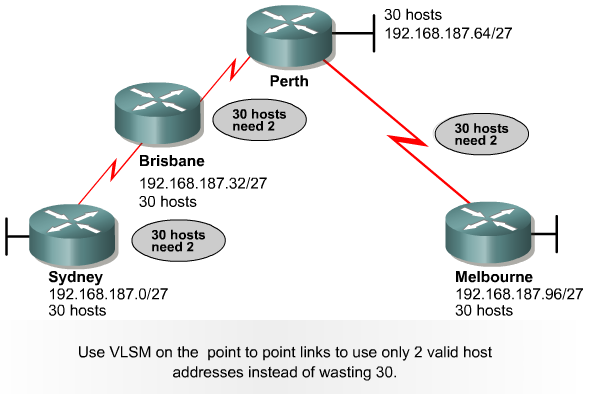 30 hosts
192.168.187.64/27
Perth
30 hosts
need 2
30 hosts
need 2
Brisbane
192.168.187.32/27
30 hosts
30 hosts
need 2
Sydney
192.168.187.0/27
30 hosts
Melbourne
192.168.187.96/27
30 hosts
Use VLSM on the point to point links to use only 2 valid host
addresses instead of wasting 30.